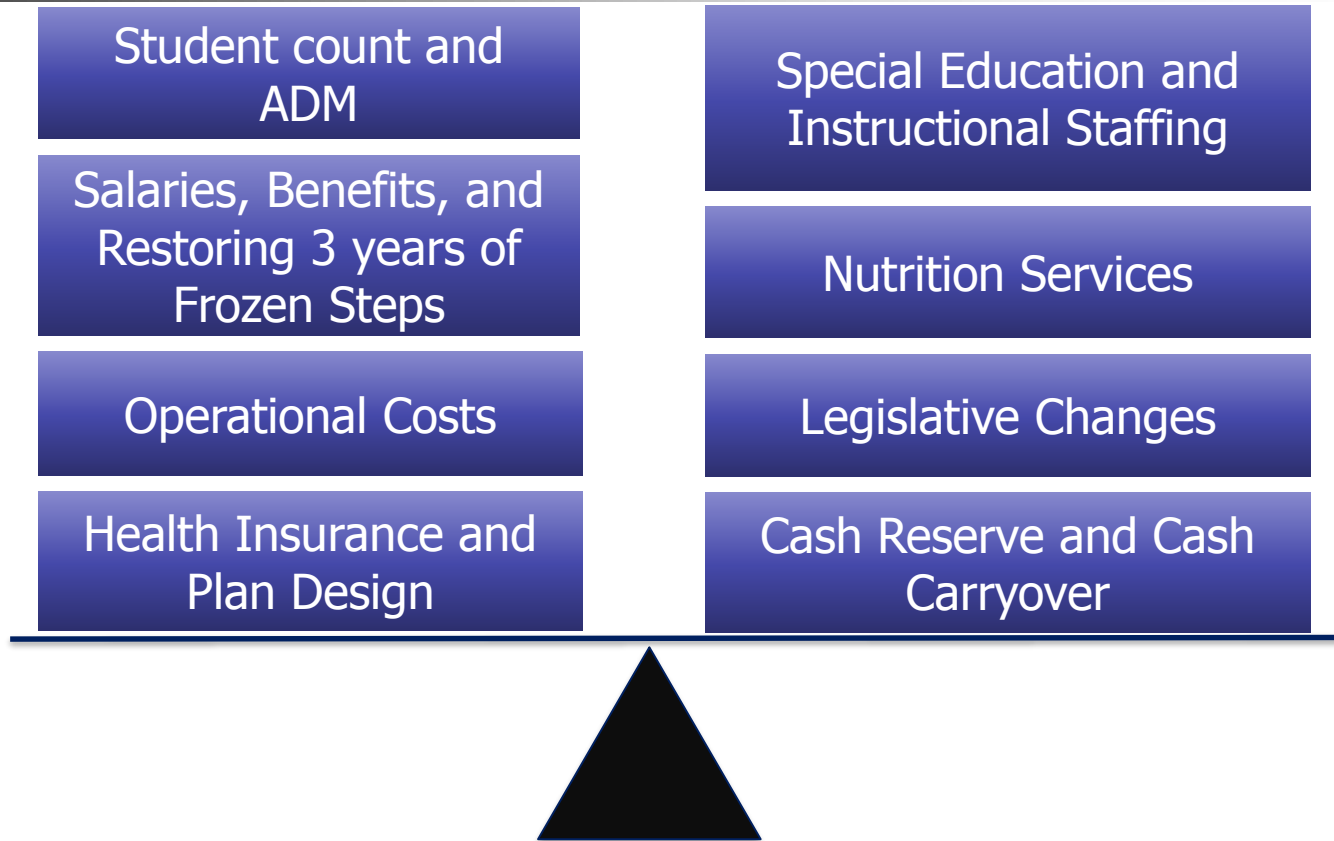 Student count and
ADM
Salaries, Benefits, and
Restoring 3 years of
Frozen Steps
Operational Costs
Health Insurance and
Plan Design
Special Education and
Instructional Staffing
Nutrition Services
Legislative Changes
Cash Reserve and Cash
Carryover